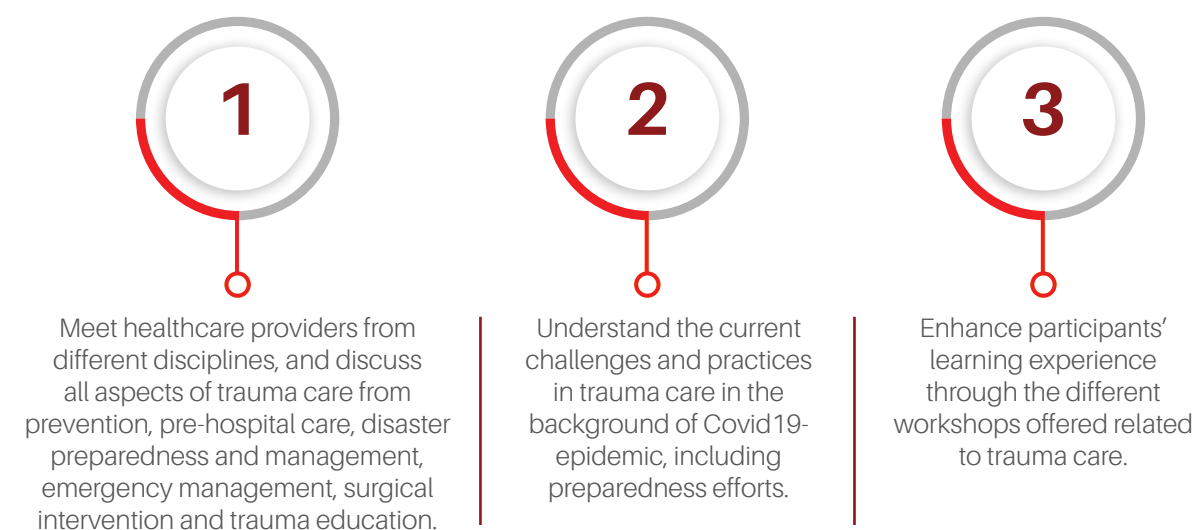 1
Meet healthcare providers from
different disciplines, and discuss
all aspects of trauma care from
prevention, pre-hospital care, disaster
preparedness and management,
emergency management, surgical
intervention and trauma education.
2
Understand the current
challenges and practices
in trauma care in the
background of Covid19-
epidemic, including
preparedness efforts.
3
Enhance participants’
learning experience
through the different
workshops offered related
to trauma care.